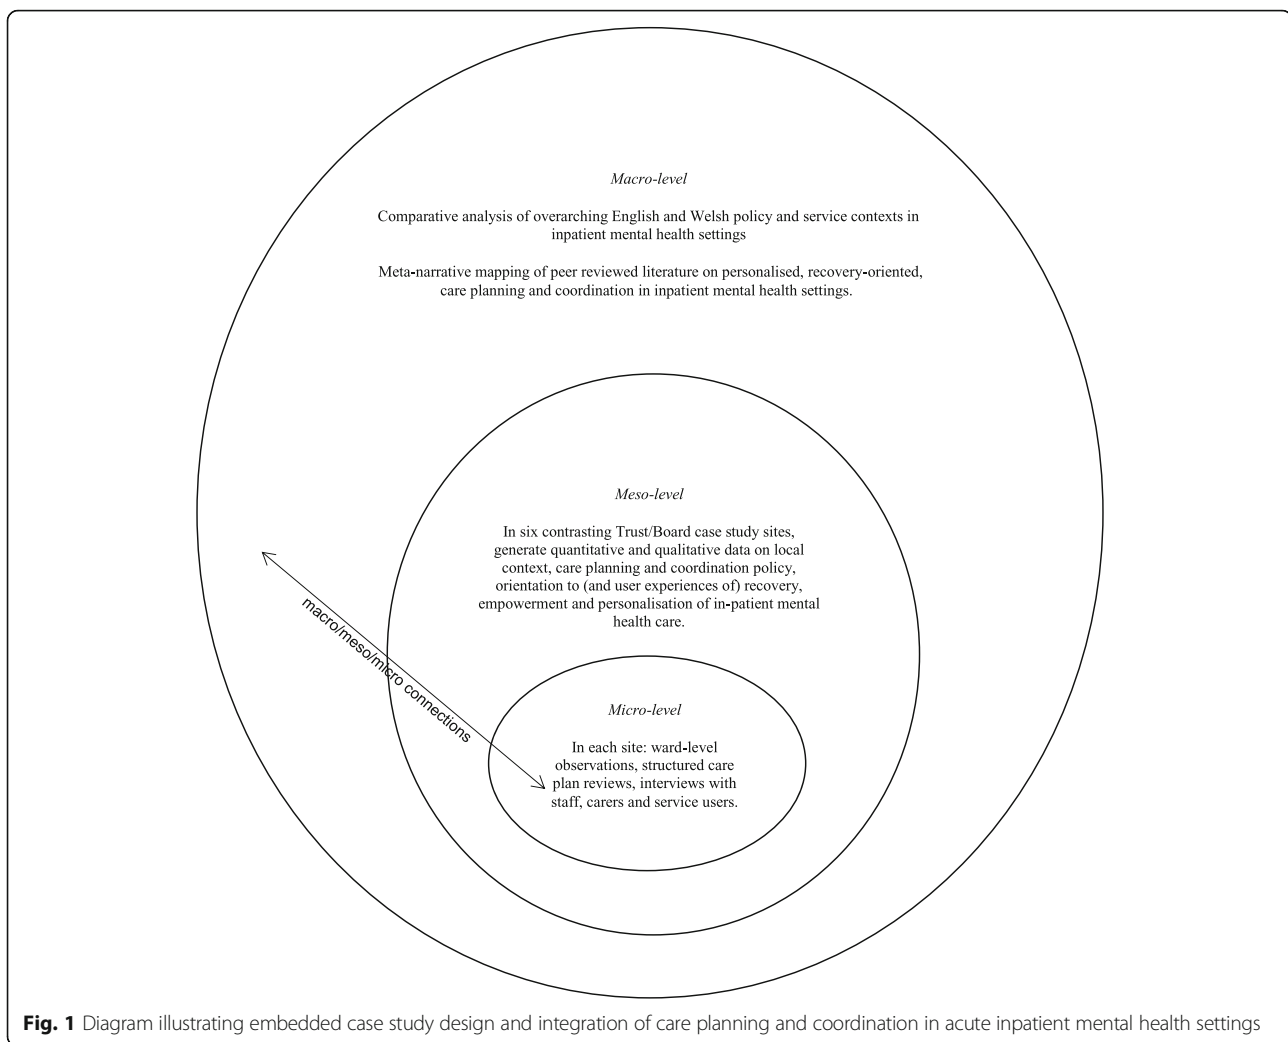 Macro-level
Comparative analysis of overarching English and Welsh policy and service contexts in
inpatient mental health settings
Meta-narrative mapping of peer reviewed literature on personalised, recovery-oriented,
care planning and coordination in inpatient mental health settings.
Meso-level
In six contrasting Trust/Board case study sites,
generate quantitative and qualitative data on local
context, care planning and coordination policy,
orientation to (and user experiences of) recovery,
empowerment and personalisation of in-patient mental
health care.
macro/meso/micro connections
Micro-level
In each site: ward-level
observations, structured care
plan reviews, interviews with
staff, carers and service users.
Fig. 1 Diagram illustrating embedded case study design and integration of care planning and coordination in acute inpatient mental health settings